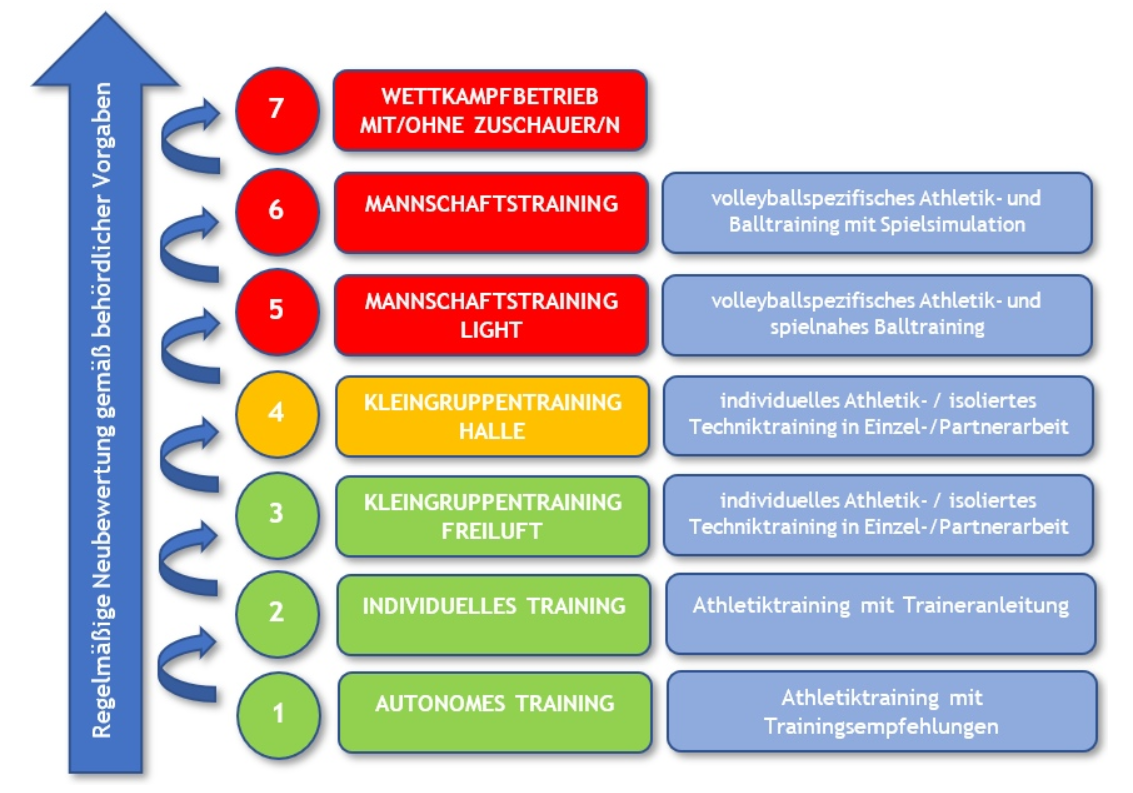 Regelmäßige Neubewertung gemäß behördlicher Vorgaben
7
WETTKAMPFBETRIEB
MIT/OHNE ZUSCHAUER/N
6
MANNSCHAFTSTRAINING
volleyballspezifisches Athletik- und
Balltraining mit Spielsimulation
5
MANNSCHAFTSTRAINING
LIGHT
volleyballspezifisches Athletik- und
spielnahes Balltraining
4
KLEINGRUPPENTRAINING
HALLE
individuelles Athletik- / isoliertes
Techniktraining in Einzel-/Partnerarbeit
3
KLEINGRUPPENTRAINING
FREILUFT
individuelles Athletik- / isoliertes
Techniktraining in Einzel-/Partnerarbeit
2
INDIVIDUELLES TRAINING
Athletiktraining mit Traineranleitung
1
AUTONOMES TRAINING
Athletiktraining mit
Trainingsempfehlungen